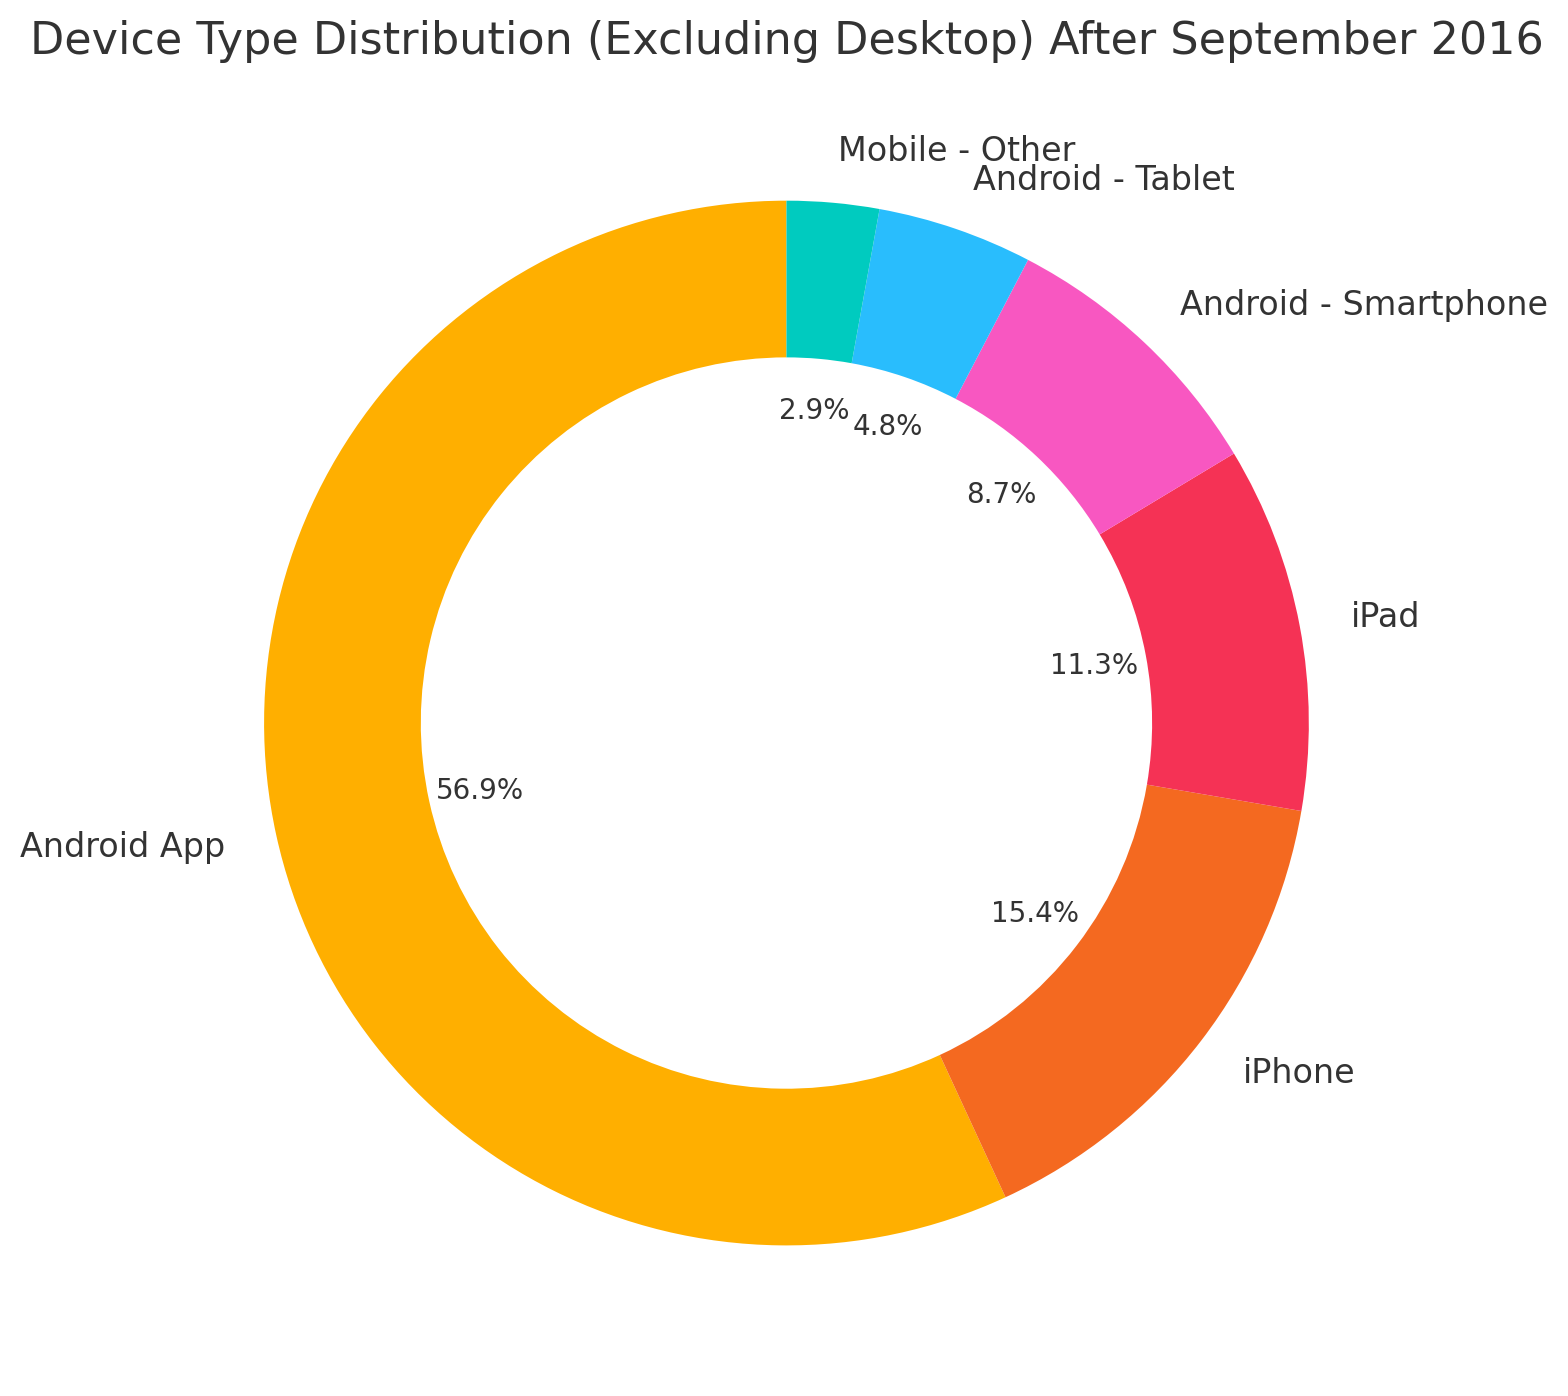 Device Type Distribution (Excluding Desktop) After September 2016
Mobile - Other
Android - Tablet
Android - Smartphone
2.9%
4.8%
8.7%
iPad
11.3%
56.9%
Android App
15.4%
iPhone